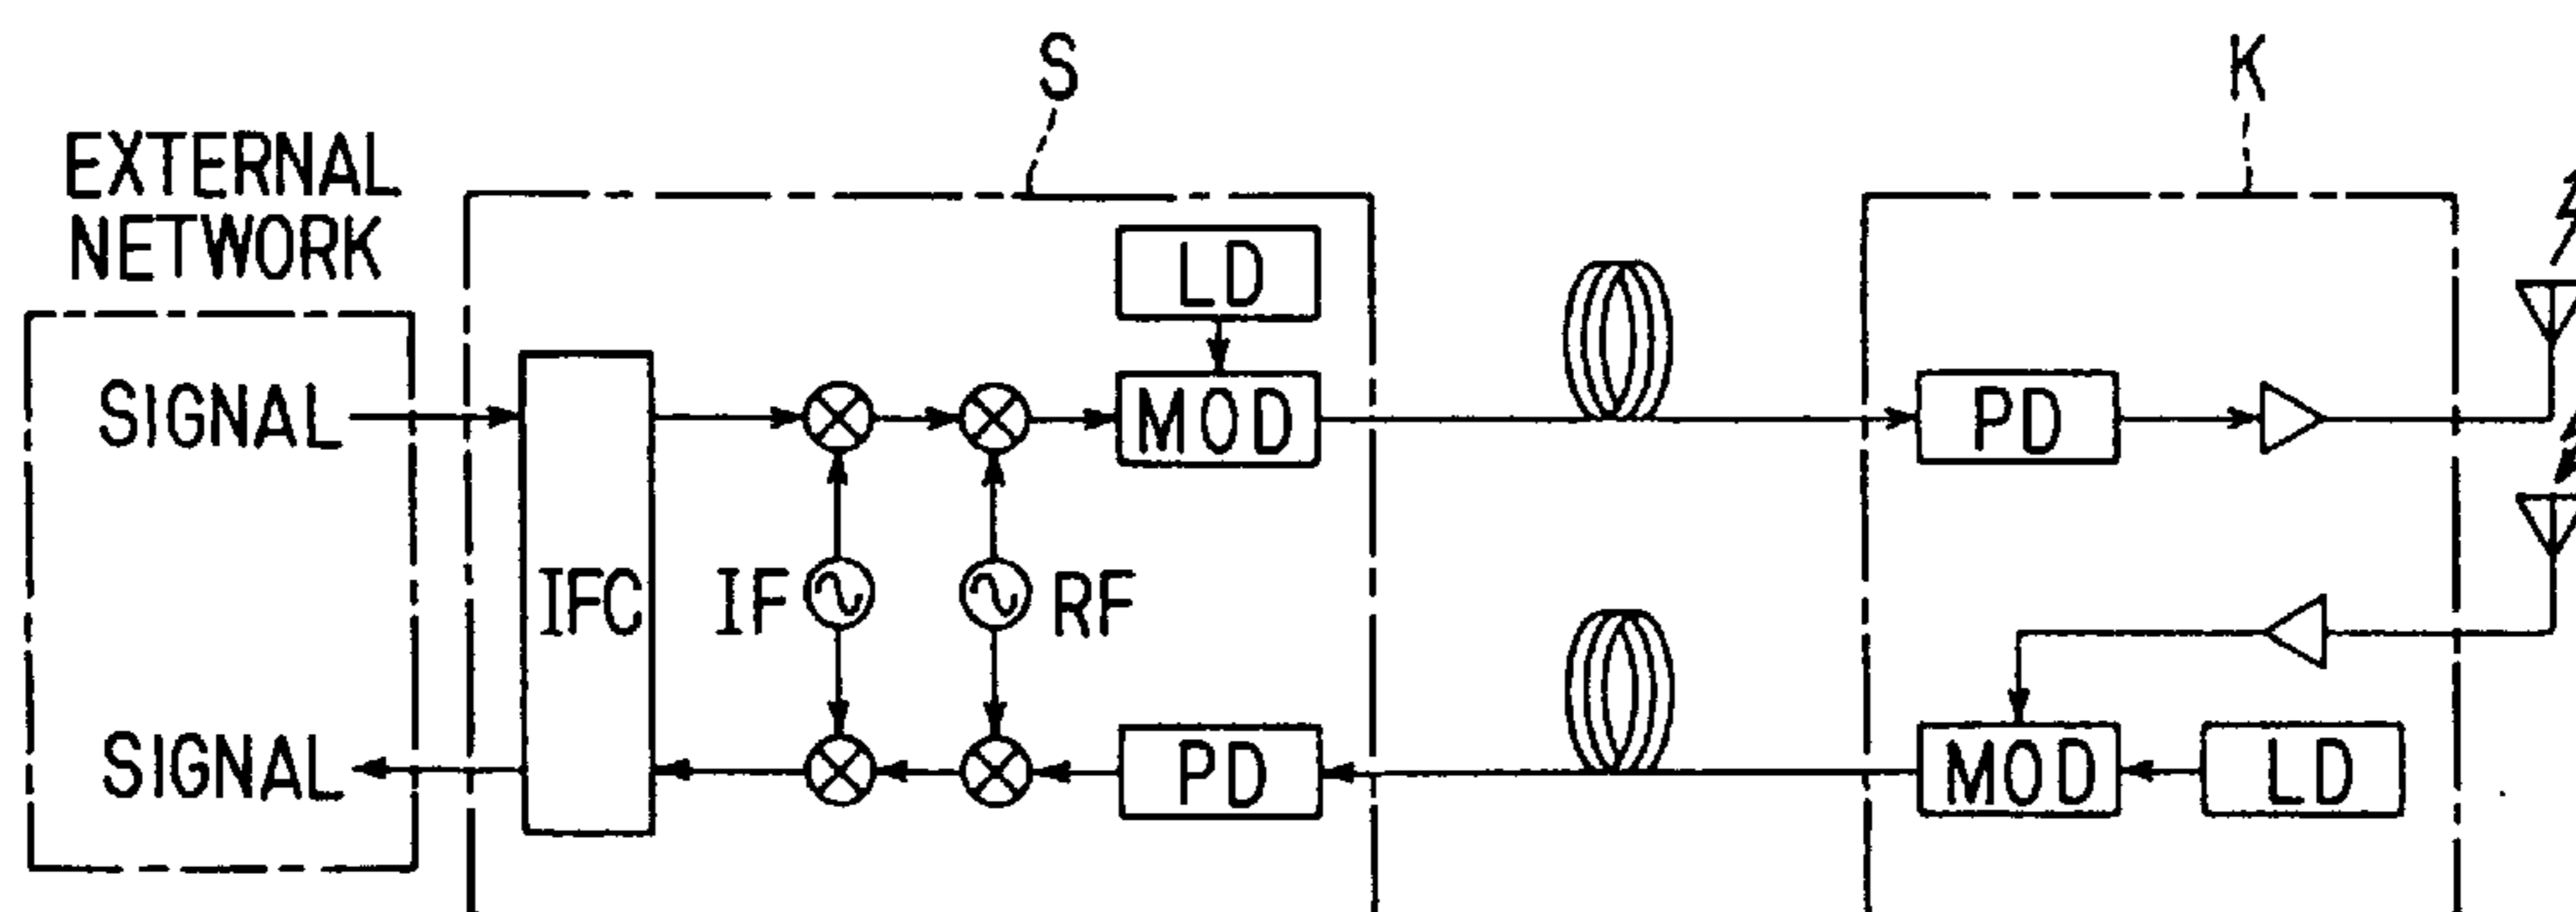 S
K
EXTERNAL
NETWORK
LD
SIGNAL
MOD
PD
IFC
IF
RF
SIGNAL
PD
MOD
LD